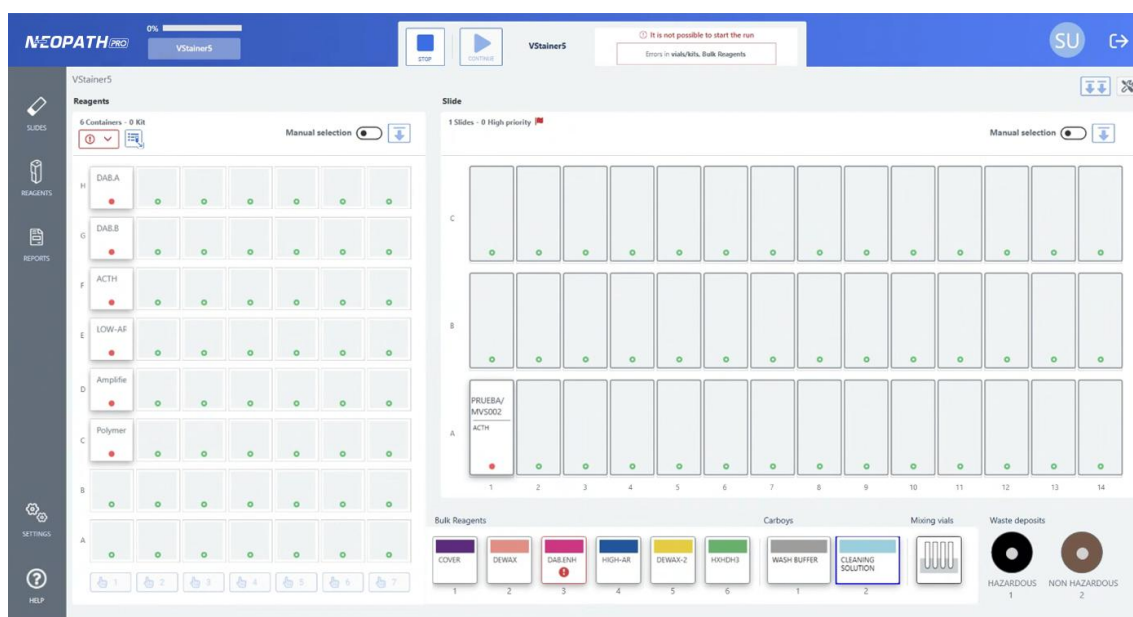 NEOPATH PRO
0%
VStainer5
STOP
CONTINUE
VStainer5
It is not possible to start the run
Errors in vials/kits, Bulk Reagents
SU
SLIDES
REAGENTS
REPORTS
SETTINGS
HELP
VStainer5
Reagents
6 Containers - 0 Kit
Manual selection
H DAB.A
G DAB.B
F ACTH
E LOW-AR
D Amplifie
C Polymer
B
A
1 2 3 4 5 6 7
Slide
1 Slides - 0 High priority
Manual selection
C
B
A
PRUEBA/
MVS002
ACTH
1 2 3 4 5 6 7 8 9 10 11 12 13 14
Bulk Reagents
COVER
DEWAX
DAB.ENH
HIGH-AR
DEWAX-2
HXHDH3
1 2 3 4 5 6
Carboys
WASH BUFFER
CLEANING
SOLUTION
1 2
Mixing vials
Waste deposits
HAZARDOUS
1
NON HAZARDOUS
2